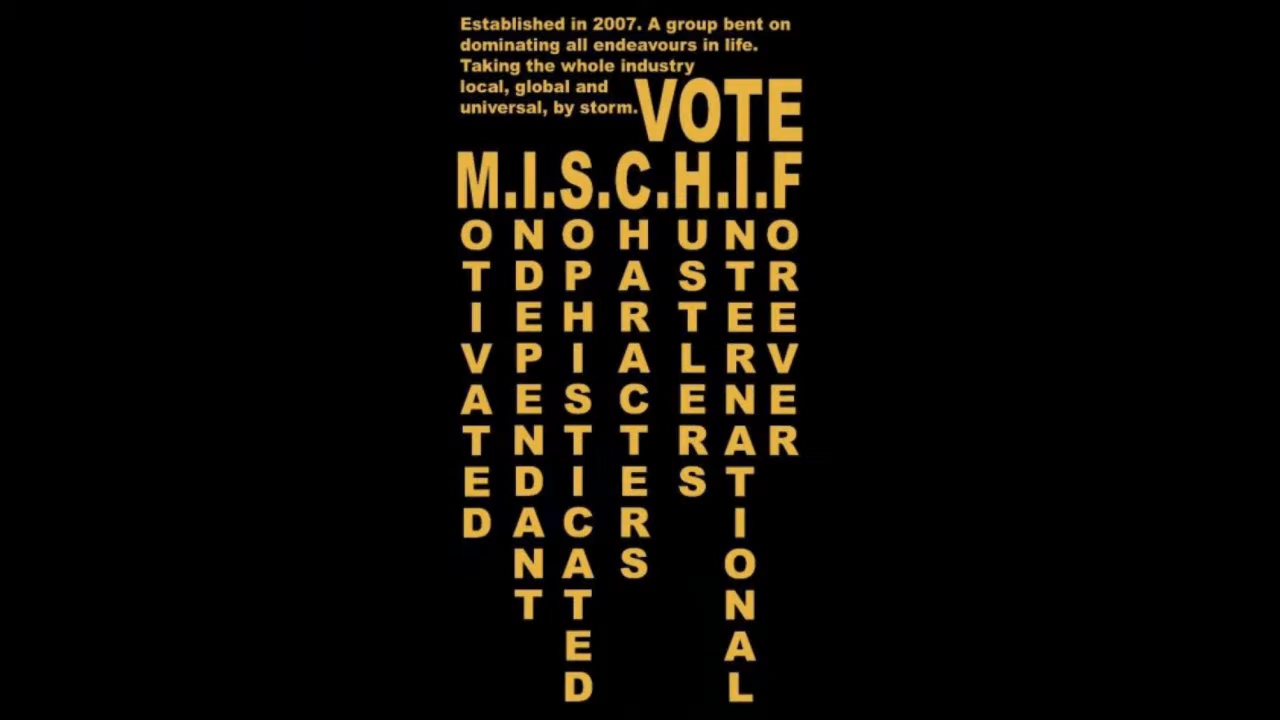 Established in 2007. A group bent on
dominating all endeavours in life.
Taking the whole industry
local, global and
universal, by storm.
VOTE
M.I.S.C.H.I.F
OTIVATED
NDEPENDANT
OPHISTICATED
HARACTERS
USTLERS
NTERNATIONAL
OREVER